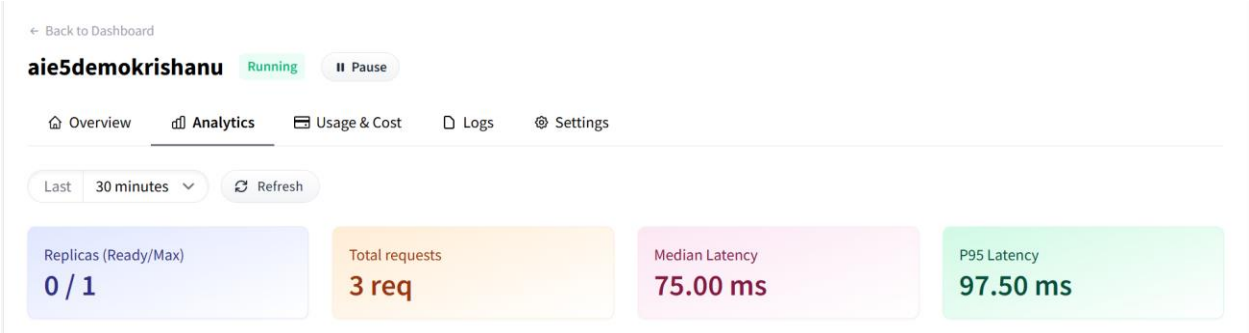 ← Back to Dashboard
aie5demokrishanu Running Pause
Overview Analytics Usage & Cost Logs Settings
Last 30 minutes Refresh
Replicas (Ready/Max) Total requests Median Latency P95 Latency
0 / 1 3 req 75.00 ms 97.50 ms